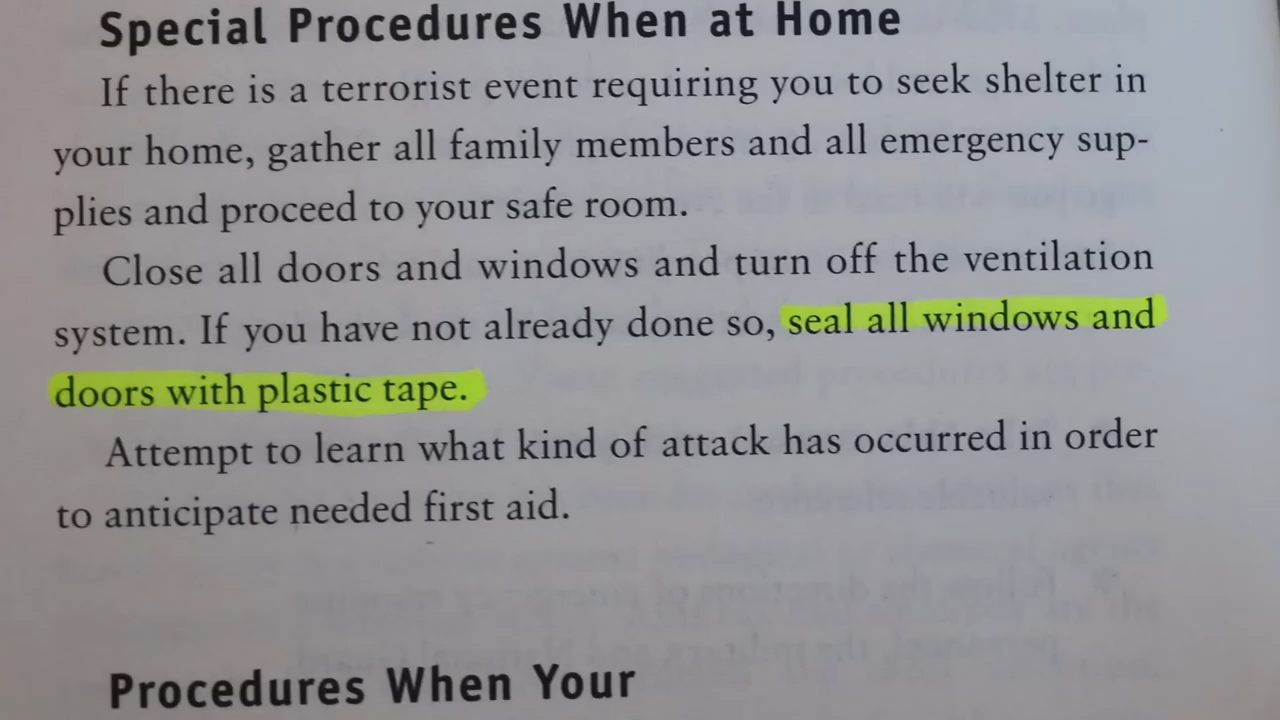 Special Procedures When at Home
If there is a terrorist event requiring you to seek shelter in
your home, gather all family members and all emergency sup-
plies and proceed to your safe room.
Close all doors and windows and turn off the ventilation
system. If you have not already done so, seal all windows and
doors with plastic tape.
Attempt to learn what kind of attack has occurred in order
to anticipate needed first aid.
Procedures When Your